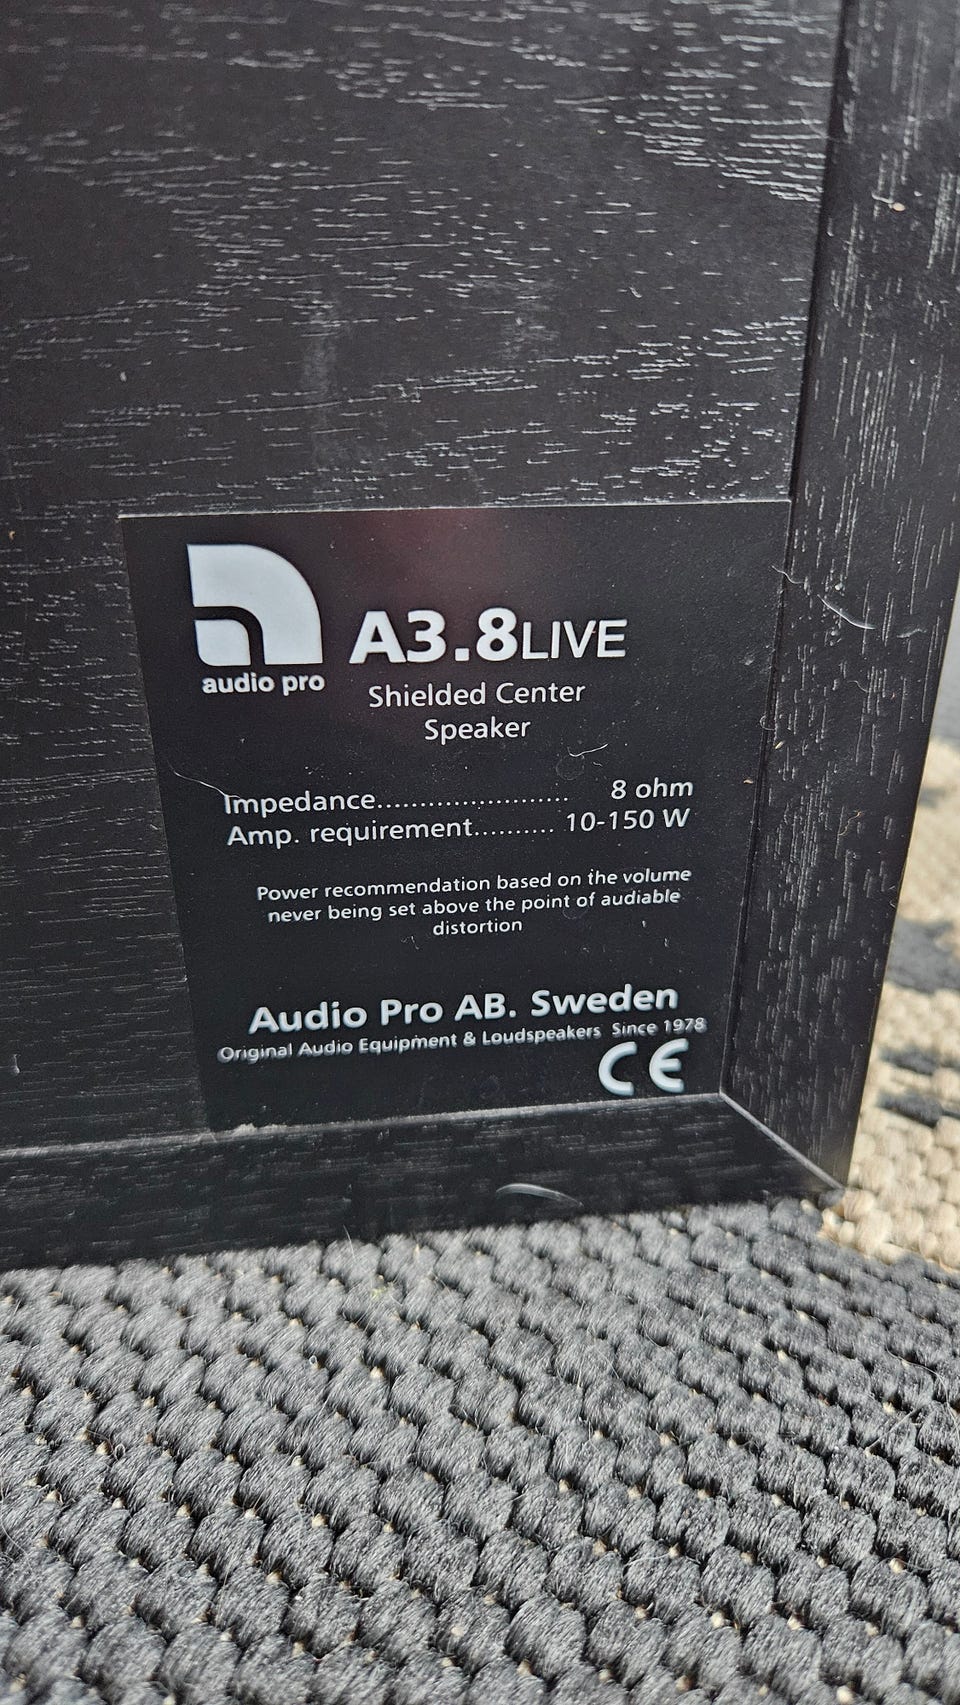 audio pro
A3.8LIVE
Shielded Center
Speaker
Impedance...................... 8 ohm
Amp. requirement.......... 10-150 W
Power recommendation based on the volume
never being set above the point of audiable
distortion
Audio Pro AB. Sweden
Original Audio Equipment & Loudspeakers Since 1978
CE